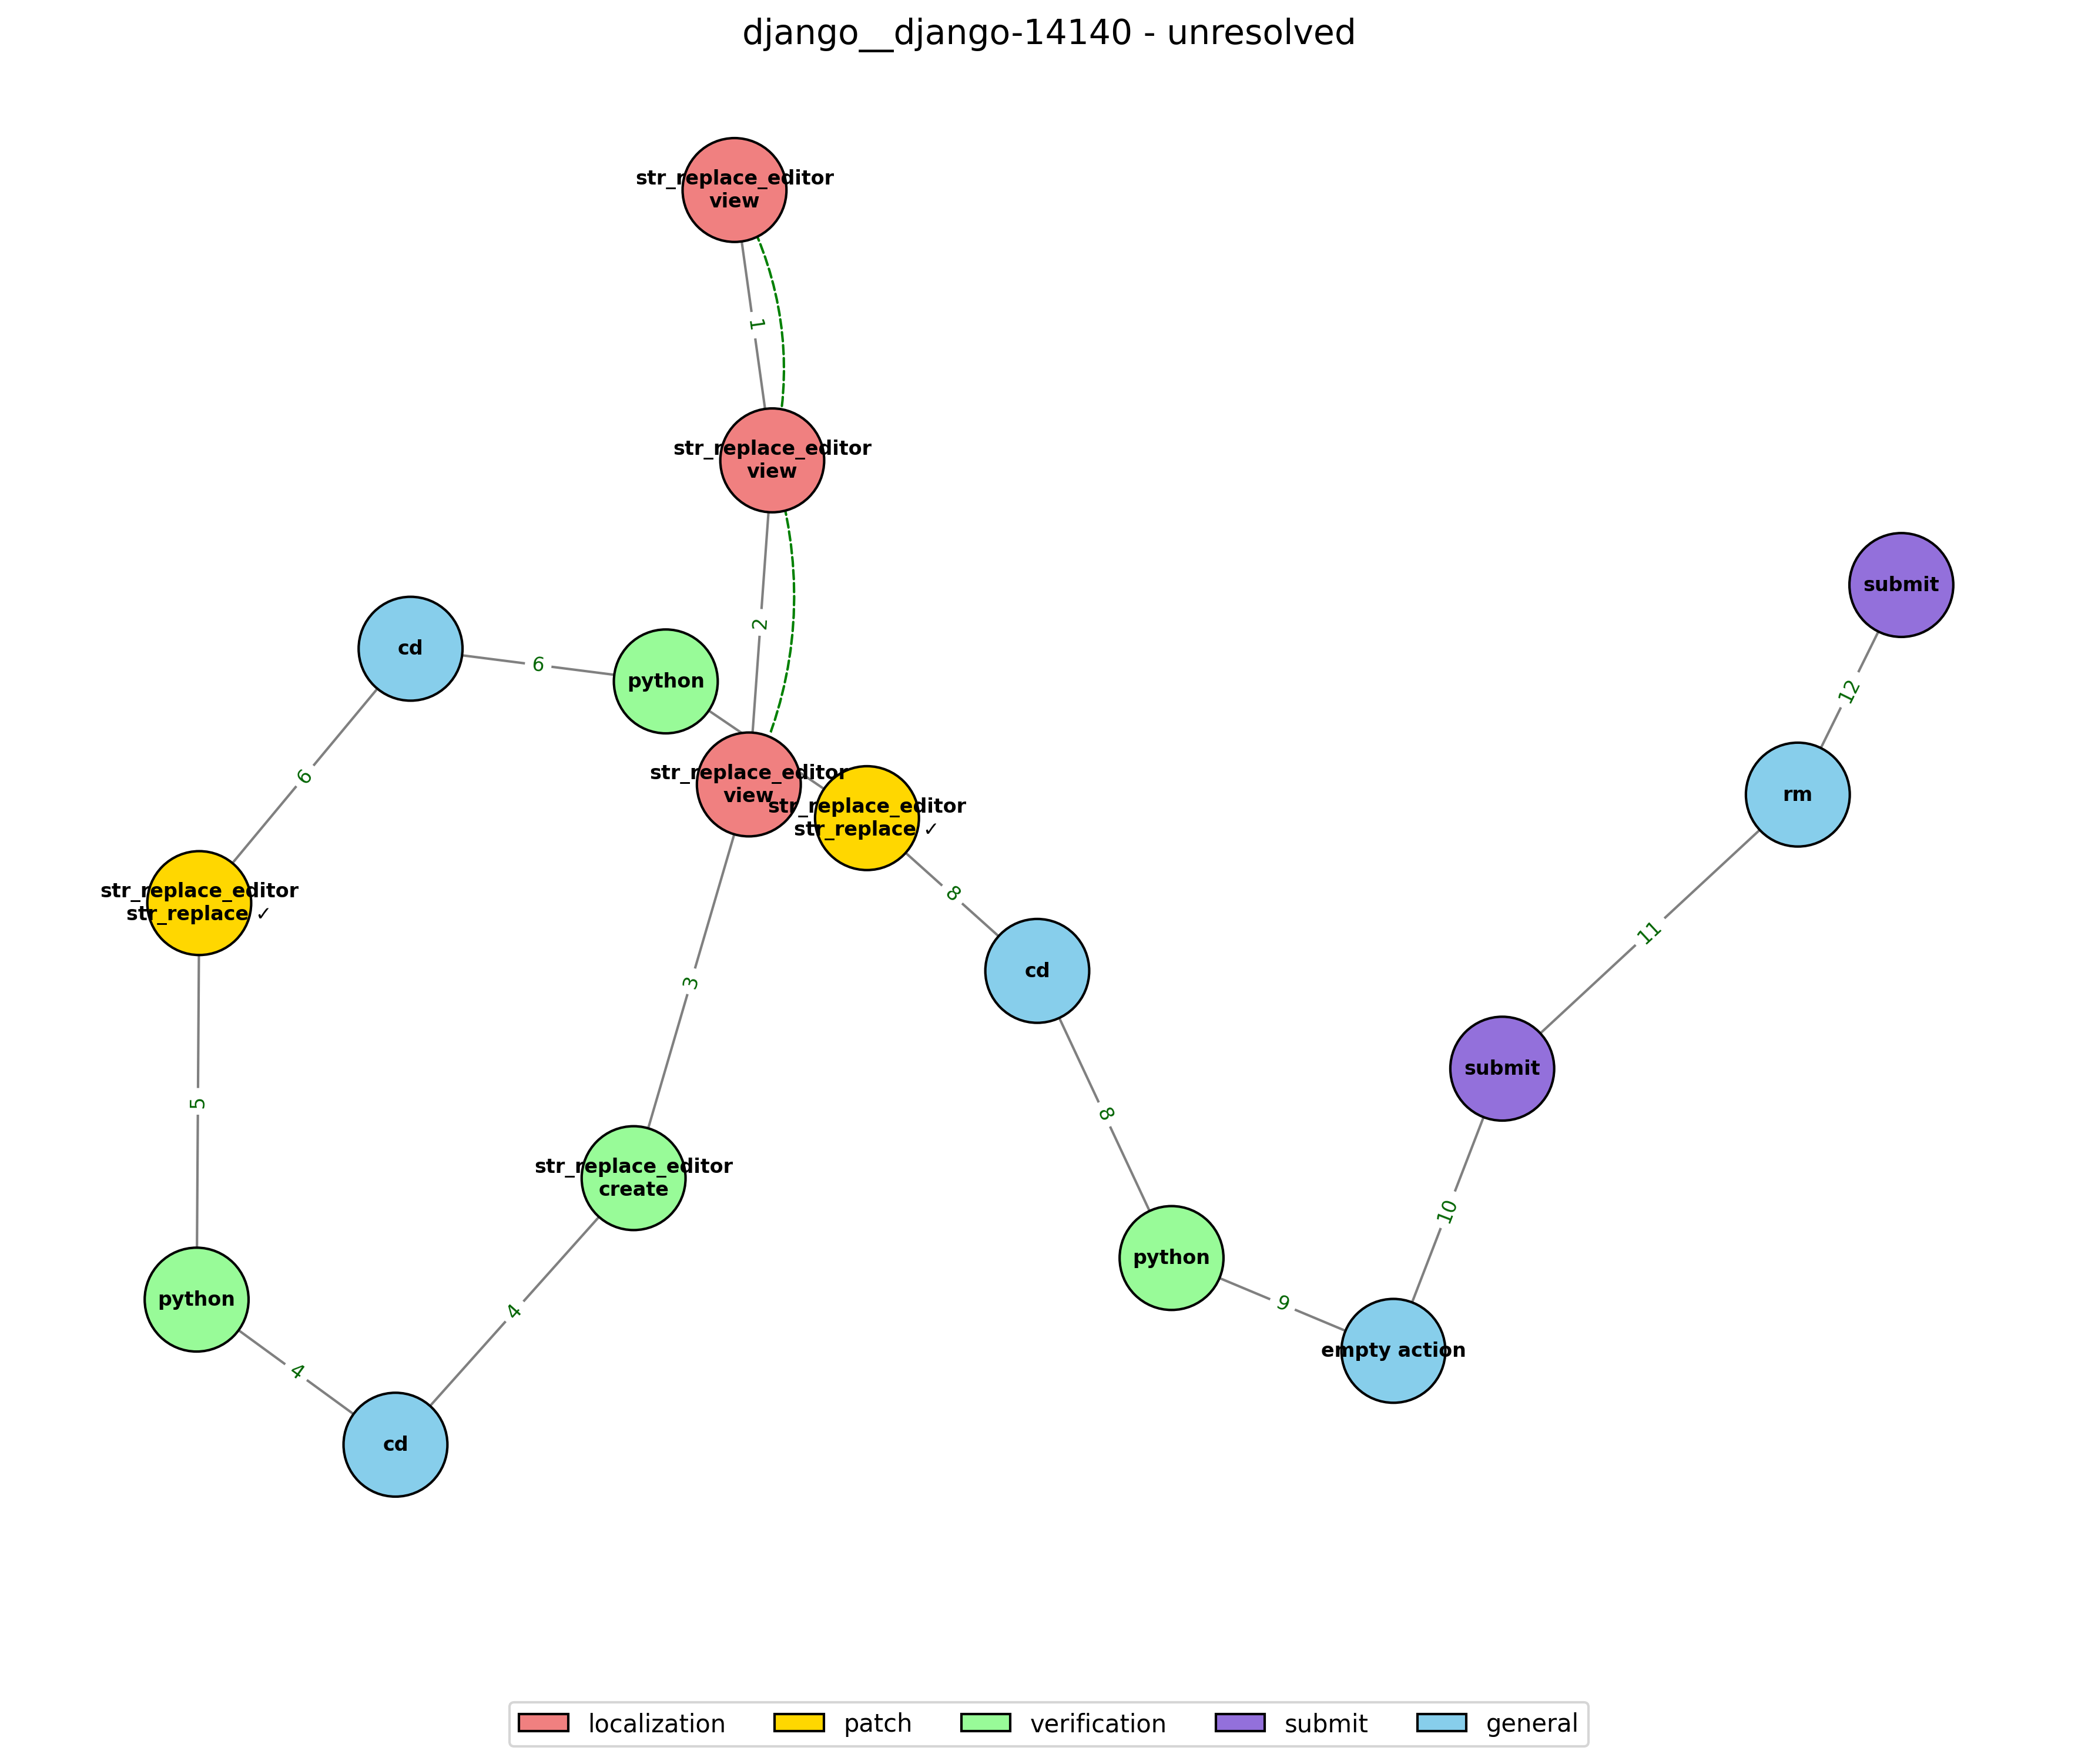 django__django-14140 - unresolved
str_replace_editor
view
1
str_replace_editor
view
2
submit
cd
6
python
12
str_replace_editor
view
6
rm
str_replace_editor
str_replace ✓
str_replace_editor
str_replace ✓
8
11
cd
3
submit
5
8
str_replace_editor
create
10
python
python
9
4
empty action
4
cd
localization
patch
verification
submit
general